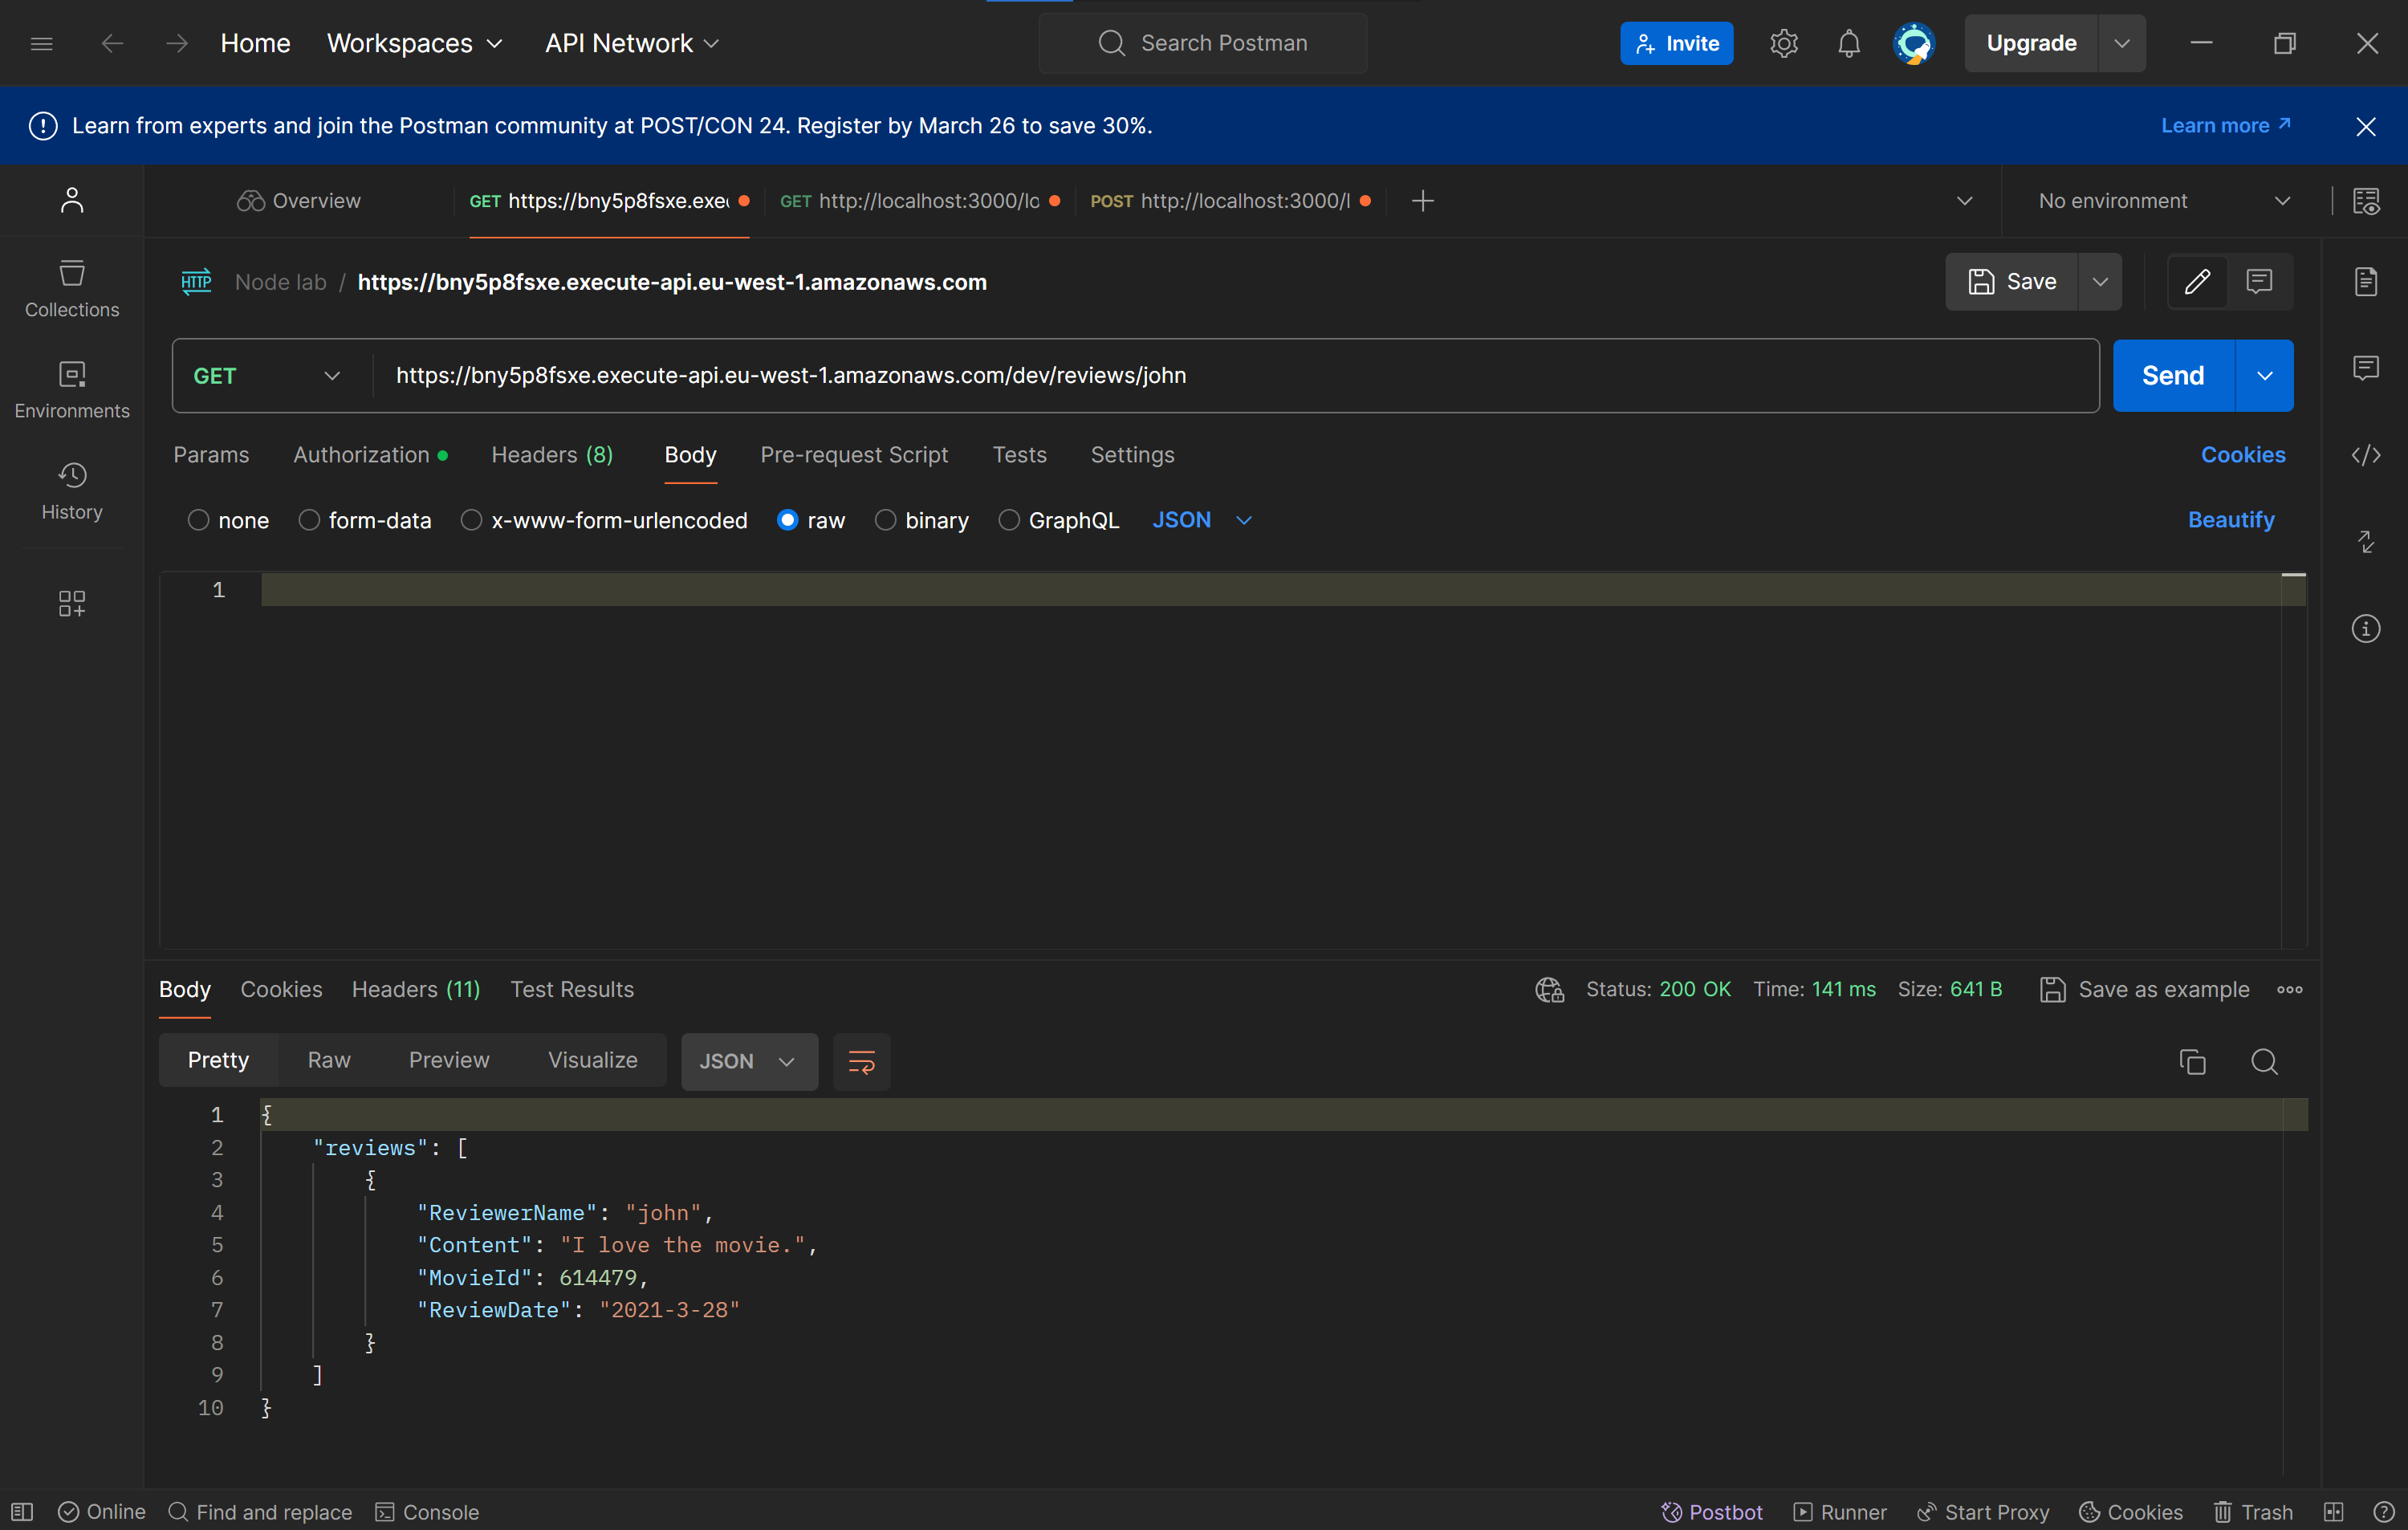 Home Workspaces API Network Search Postman Invite Upgrade
Learn from experts and join the Postman community at POST/CON 24. Register by March 26 to save 30%. Learn more
Overview GET https://bny5p8fsxe.exe GET http://localhost:3000/lo POST http://localhost:3000/l No environment
HTTP Node lab / https://bny5p8fsxe.execute-api.eu-west-1.amazonaws.com Save
Collections
GET https://bny5p8fsxe.execute-api.eu-west-1.amazonaws.com/dev/reviews/john Send
Environments
Params Authorization Headers (8) Body Pre-request Script Tests Settings Cookies
History
none form-data x-www-form-urlencoded raw binary GraphQL JSON Beautify
1
Body Cookies Headers (11) Test Results Status: 200 OK Time: 141 ms Size: 641 B Save as example
Pretty Raw Preview Visualize JSON
1 {
2 "reviews": [
3 {
4 "ReviewerName": "john",
5 "Content": "I love the movie.",
6 "MovieId": 614479,
7 "ReviewDate": "2021-3-28"
8 }
9 ]
10 }
Online Find and replace Console Postbot Runner Start Proxy Cookies Trash